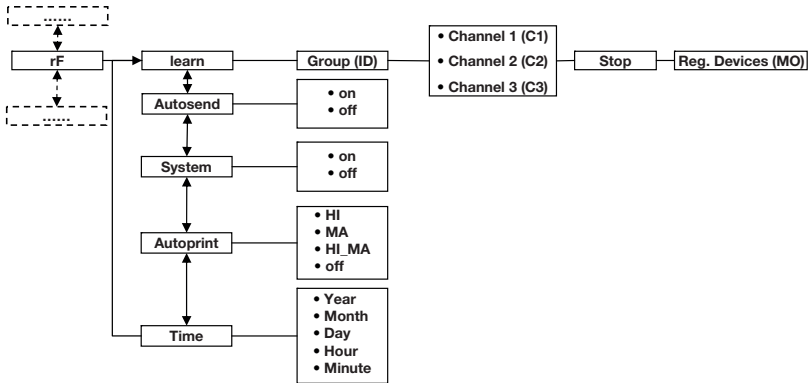 ......
rF
......
learn
Group (ID)
• Channel 1 (C1)
• Channel 2 (C2)
• Channel 3 (C3)
Stop
Reg. Devices (MO)
Autosend
• on
• off
System
• on
• off
Autoprint
• HI
• MA
• HI_MA
• off
Time
• Year
• Month
• Day
• Hour
• Minute